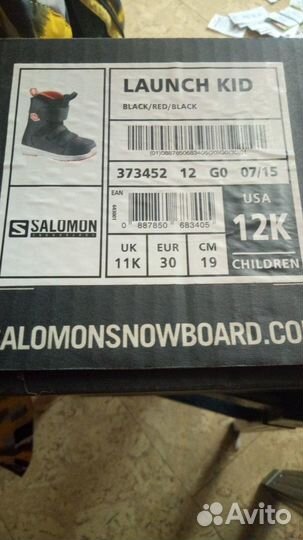 LAUNCH KID
BLACK/RED/BLACK
373452 12 G0 07/15
EAN
0 887850 683405
USA
12K
CHILDREN
SALOMON
UK EUR CM
11K 30 19
SALOMONSNOWBOARD.CO
Avito